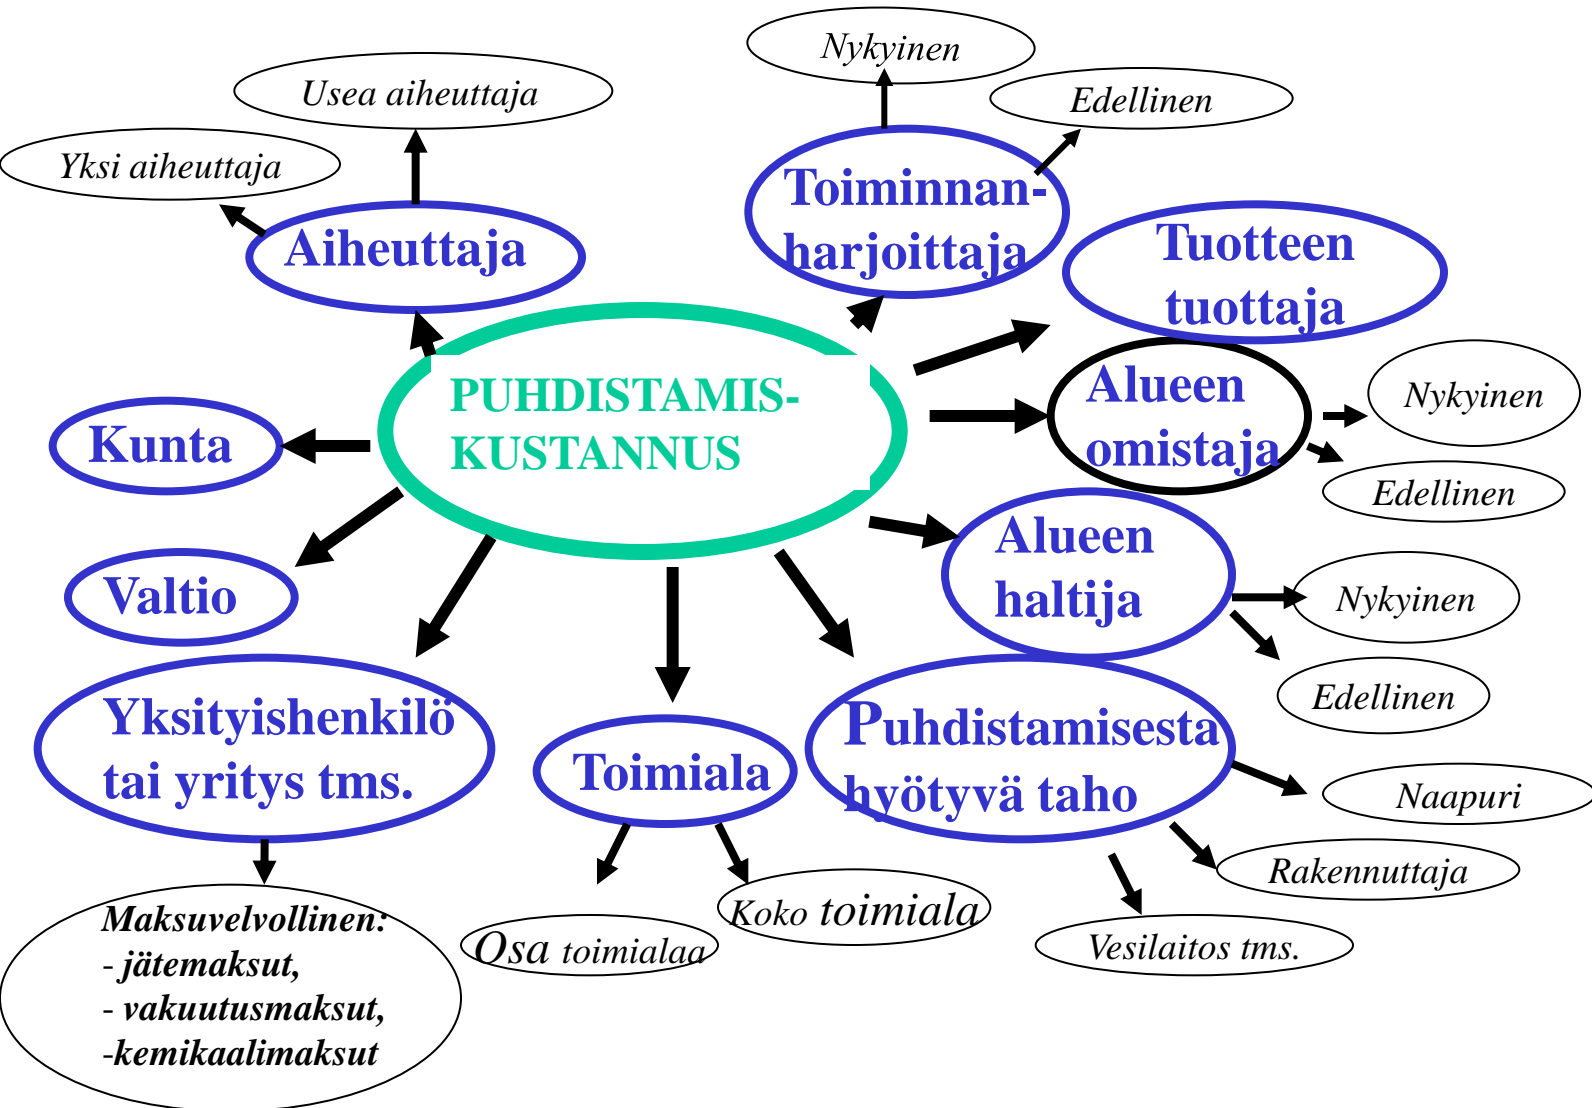 Nykyinen
Usea aiheuttaja
Edellinen
Yksi aiheuttaja
Toiminnan-
harjoittaja
Aiheuttaja
Tuotteen
tuottaja
PUHDISTAMIS-
KUSTANNUS
Alueen
omistaja
Nykyinen
Edellinen
Kunta
Alueen
haltija
Nykyinen
Edellinen
Valtio
Yksityishenkilö
tai yritys tms.
Toimiala
Puhdistamisesta
hyötyvä taho
Naapuri
Rakennuttaja
Vesilaitos tms.
Koko toimiala
Osa toimialaa
Maksuvelvollinen:
- jätemaksut,
- vakuutusmaksut,
-kemikaalimaksut